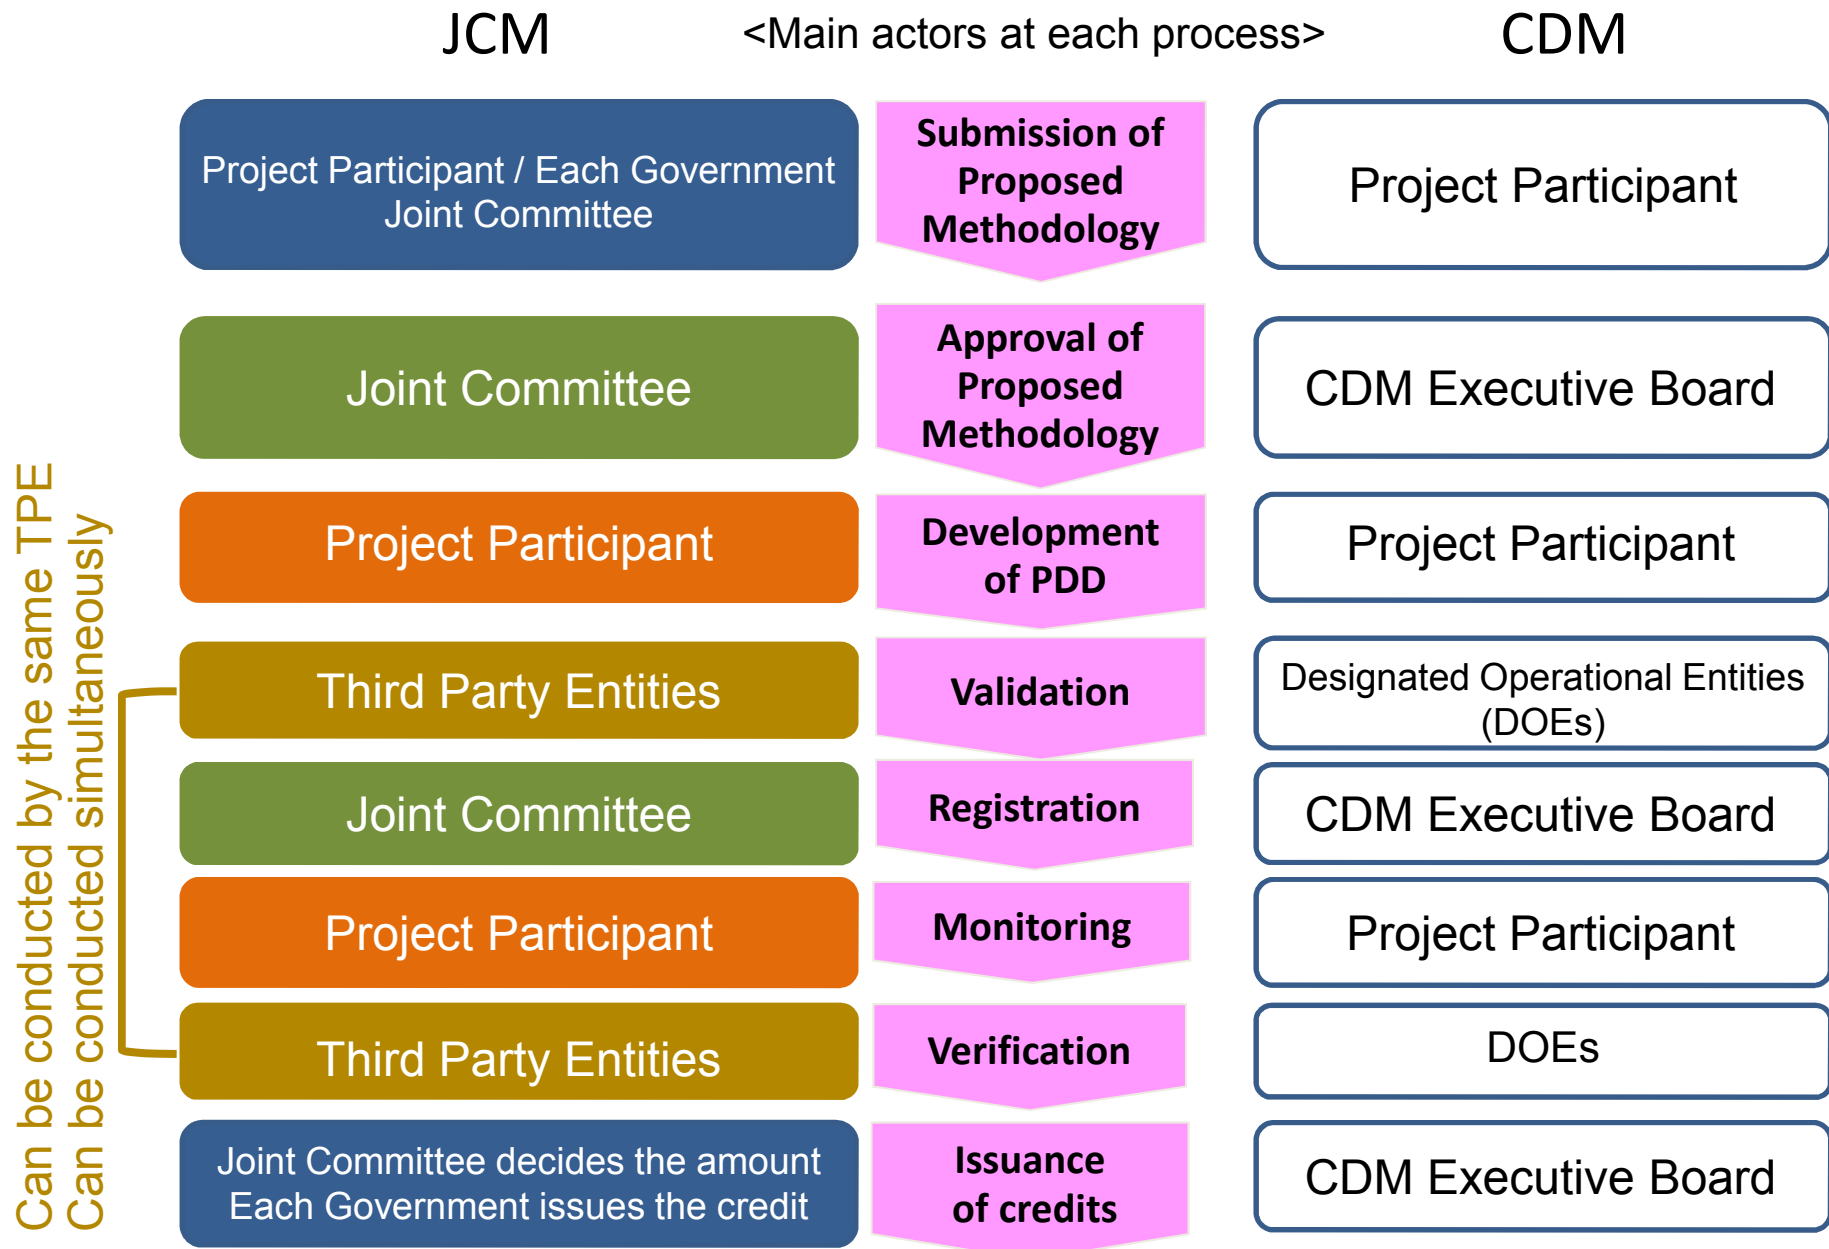 JCM
<Main actors at each process>
CDM
Project Participant / Each Government
Joint Committee
Submission of
Proposed
Methodology
Project Participant
Joint Committee
Approval of
Proposed
Methodology
CDM Executive Board
Project Participant
Development
of PDD
Project Participant
Third Party Entities
Validation
Designated Operational Entities
(DOEs)
Joint Committee
Registration
CDM Executive Board
Project Participant
Monitoring
Project Participant
Third Party Entities
Verification
DOEs
Joint Committee decides the amount
Each Government issues the credit
Issuance
of credits
CDM Executive Board
Can be conducted by the same TPE
Can be conducted simultaneously